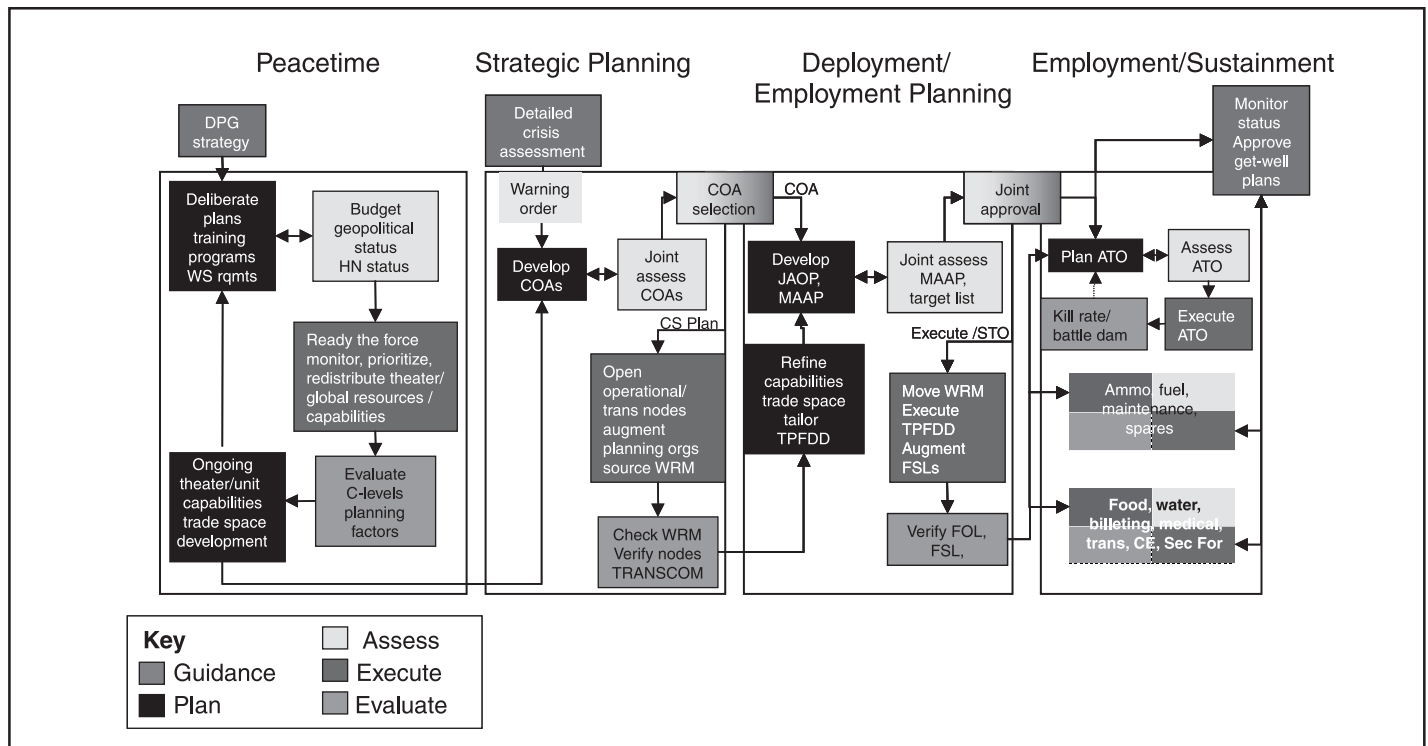 Peacetime
Strategic Planning
Deployment/
Employment Planning
Employment/Sustainment
DPG
strategy
Deliberate
plans
training
programs
WS rqmts
Budget
geopolitical
status
HN status
Ready the force
monitor, prioritize,
redistribute theater/
global resources /
capabilities
Evaluate
C-levels
planning
factors
Ongoing
theater/unit
capabilities
trade space
development
Detailed
crisis
assessment
Warning
order
Develop
COAs
Joint
assess
COAs
COA
selection
CS Plan
Open
operational/
trans nodes
augment
planning orgs
source WRM
Check WRM
Verify nodes
TRANSCOM
COA
Develop
JAOP,
MAAP
Joint assess
MAAP,
target list
Joint
approval
Refine
capabilities
trade space
tailor
TPFDD
Execute /STO
Move WRM
Execute
TPFDD
Augment
FSLs
Verify FOL,
FSL,
Monitor
status
Approve
get-well
plans
Plan ATO
Assess
ATO
Execute
ATO
Kill rate/
battle dam
Ammo, fuel,
maintenance,
spares
Food, water,
billeting, medical,
trans, CE, Sec For
Key
Guidance
Plan
Assess
Execute
Evaluate